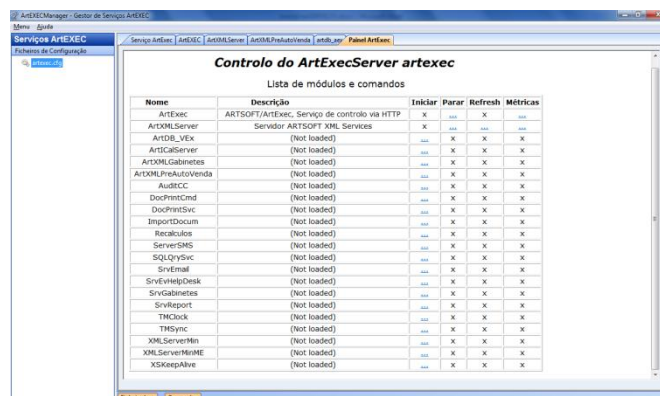 ArtEXECManager - Gestor de Serviços ArtEXEC
Menu Ajuda
Serviços ArtEXEC
Ficheiros de Configuração
artexec.cfg
Serviço ArtExec ArtEXEC ArtXMLServer ArtXMLPreAutoVenda Painel ArtExec
Controlo do ArtExecServer artexec
Lista de módulos e comandos
Nome Descrição Iniciar Parar Refresh Métricas
ArtExec ARTSOFT/ArtExec, Serviço de controlo via HTTP x ... x ...
ArtXMLServer Servidor ARTSOFT XML Services x ... ... ...
ArtDB_VEx (Not loaded) ... x x x
ArtICalServer (Not loaded) ... x x x
ArtXMLGabinetes (Not loaded) ... x x x
ArtXMLPreAutoVenda (Not loaded) ... x x x
AuditCC (Not loaded) ... x x x
DocPrintCmd (Not loaded) ... x x x
DocPrintSvc (Not loaded) ... x x x
ImportDocum (Not loaded) ... x x x
Recalculos (Not loaded) ... x x x
ServerSMS (Not loaded) ... x x x
SQLQrySvc (Not loaded) ... x x x
SrvEmail (Not loaded) ... x x x
SrvEvHelpDesk (Not loaded) ... x x x
SrvGabinetes (Not loaded) ... x x x
SrvReport (Not loaded) ... x x x
TMClock (Not loaded) ... x x x
TMSync (Not loaded) ... x x x
XMLServerMin (Not loaded) ... x x x
XMLServerMinME (Not loaded) ... x x x
XSKeepAlive (Not loaded) ... x x x